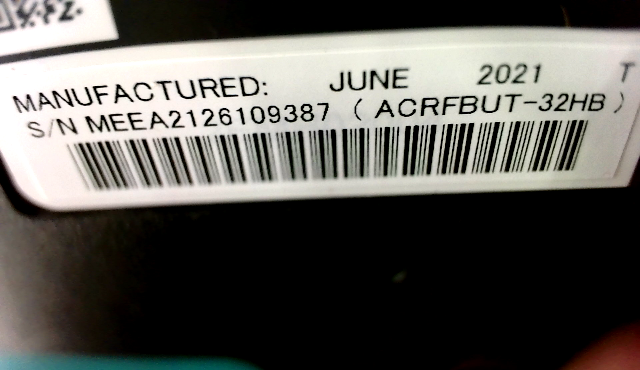 MANUFACTURED: JUNE 2021 T
S/N MEEA2126109387 ( ACRFBUT-32HB )